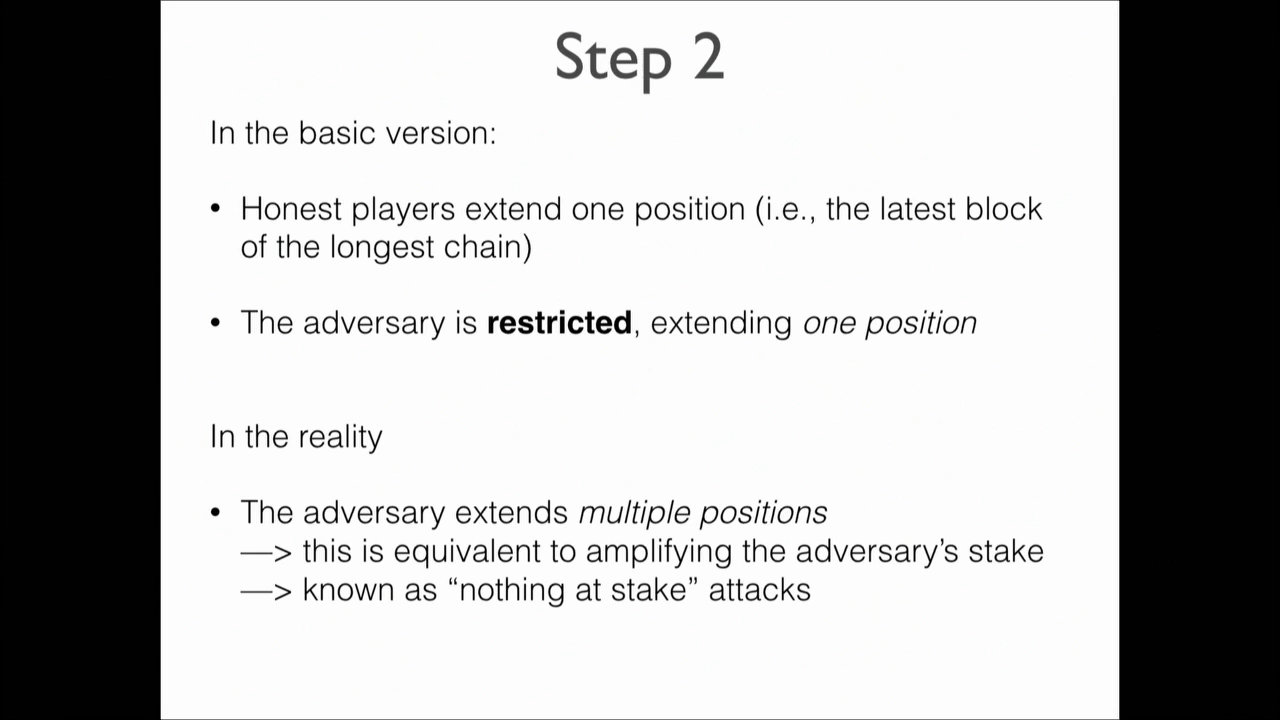 Step 2
In the basic version:
• Honest players extend one position (i.e., the latest block
of the longest chain)
• The adversary is restricted, extending one position
In the reality
• The adversary extends multiple positions
—> this is equivalent to amplifying the adversary’s stake
—> known as “nothing at stake” attacks